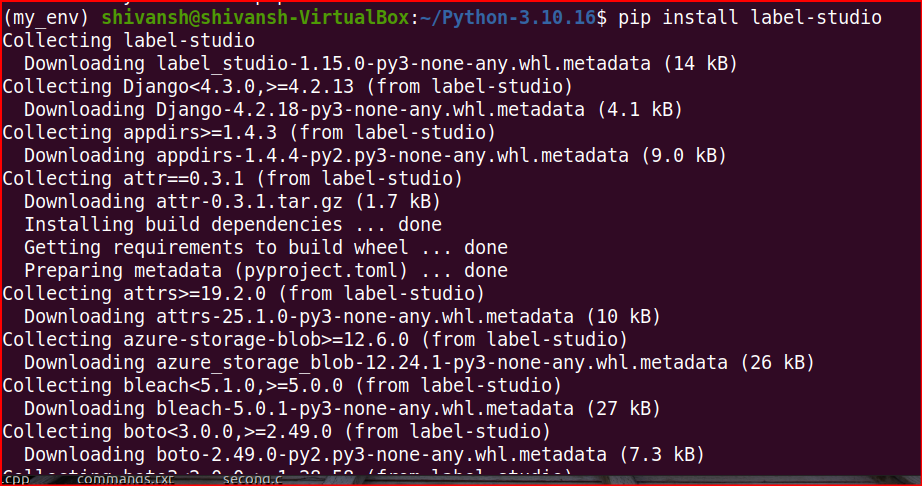 (my_env) shivansh@shivansh-VirtualBox:~/Python-3.10.16$ pip install label-studio
Collecting label-studio
  Downloading label_studio-1.15.0-py3-none-any.whl.metadata (14 kB)
Collecting Django<4.3.0,>=4.2.13 (from label-studio)
  Downloading Django-4.2.18-py3-none-any.whl.metadata (4.1 kB)
Collecting appdirs>=1.4.3 (from label-studio)
  Downloading appdirs-1.4.4-py2.py3-none-any.whl.metadata (9.0 kB)
Collecting attr==0.3.1 (from label-studio)
  Downloading attr-0.3.1.tar.gz (1.7 kB)
  Installing build dependencies ... done
  Getting requirements to build wheel ... done
  Preparing metadata (pyproject.toml) ... done
Collecting attrs>=19.2.0 (from label-studio)
  Downloading attrs-25.1.0-py3-none-any.whl.metadata (10 kB)
Collecting azure-storage-blob>=12.6.0 (from label-studio)
  Downloading azure_storage_blob-12.24.1-py3-none-any.whl.metadata (26 kB)
Collecting bleach<5.1.0,>=5.0.0 (from label-studio)
  Downloading bleach-5.0.1-py3-none-any.whl.metadata (27 kB)
Collecting boto<3.0.0,>=2.49.0 (from label-studio)
  Downloading boto-2.49.0-py2.py3-none-any.whl.metadata (7.3 kB)
Collecting (from label-studio)
.cpp commands.txt second.c